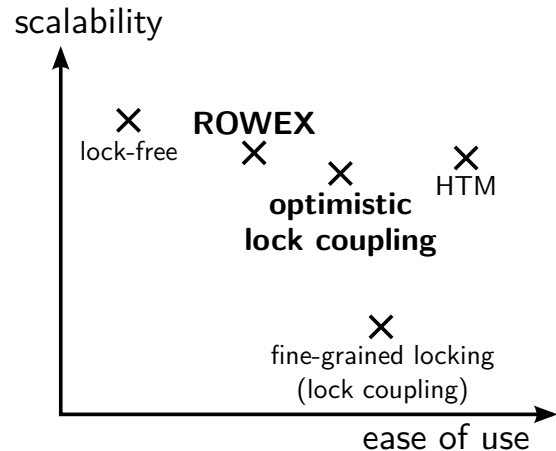 scalability
ROWEX
lock-free
HTM
optimistic
lock coupling
fine-grained locking
(lock coupling)
ease of use